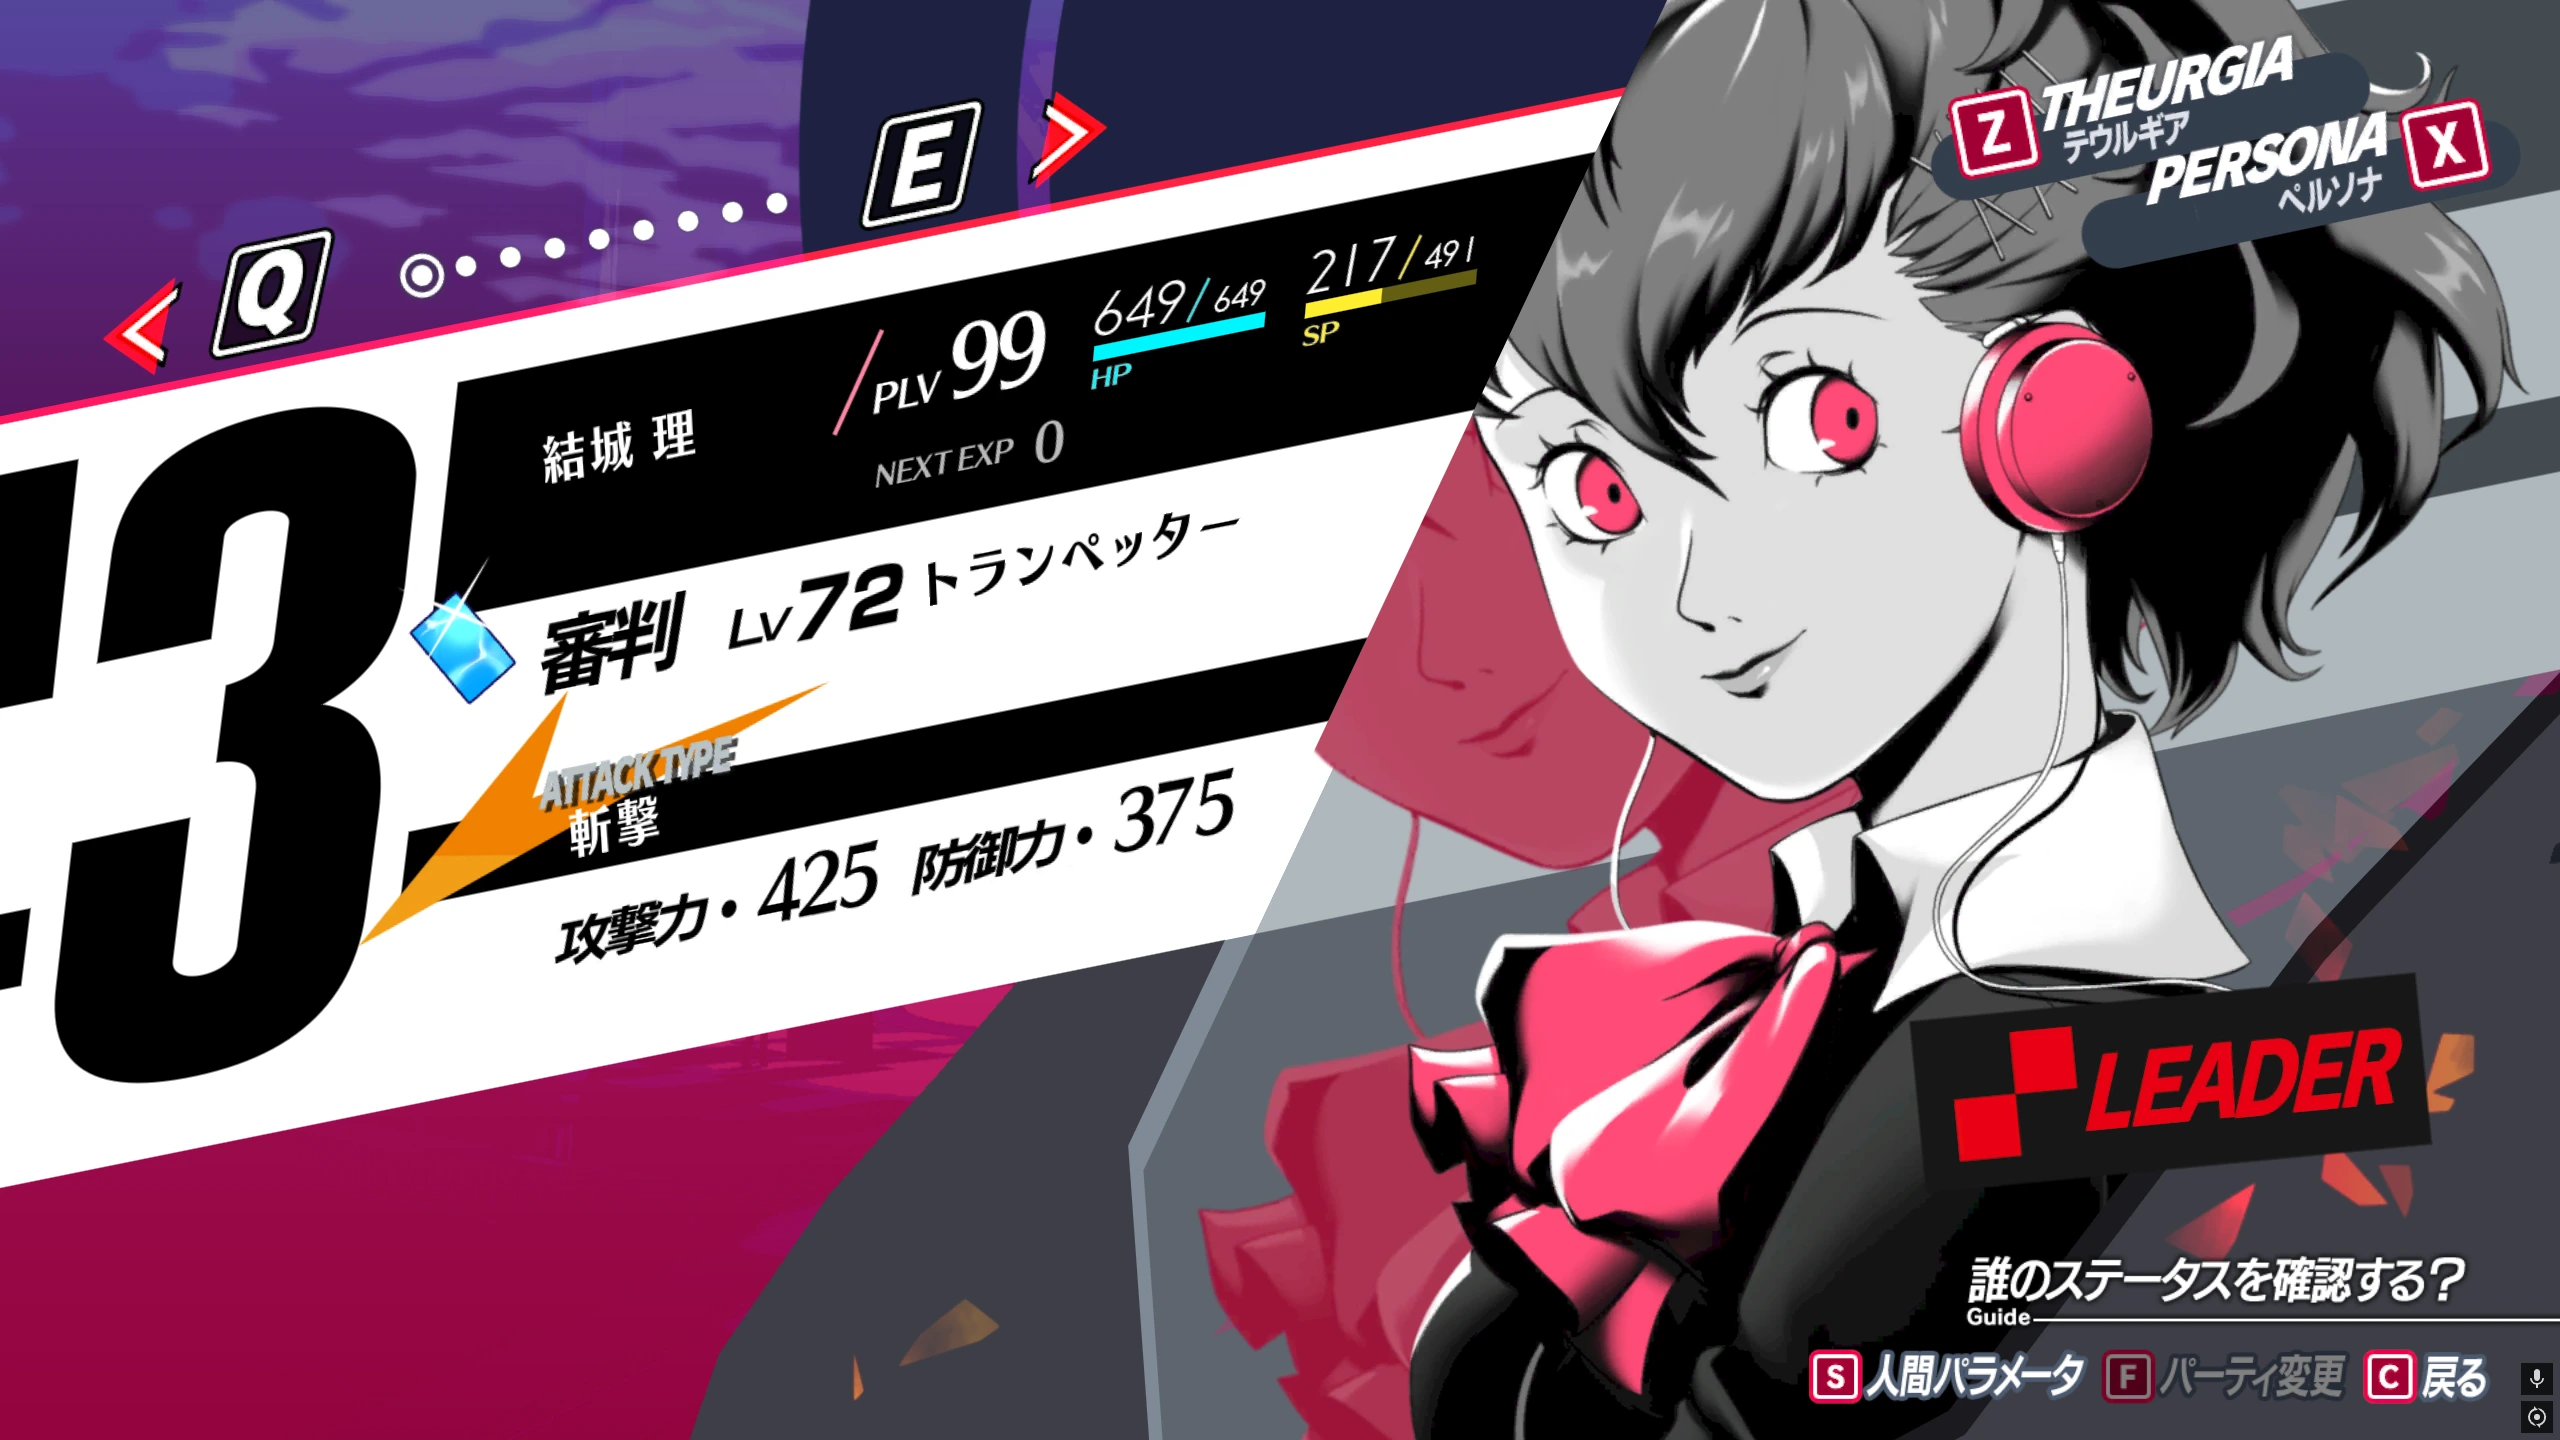 Q
E
Z THEURGIA
テウルギア
PERSONA X
ペルソナ
3
結城 理
PLV 99
649/649
HP
217/491
SP
NEXT EXP 0
審判 Lv72 トランペッター
ATTACK TYPE
斬撃
攻撃力・425 防御力・375
LEADER
誰のステータスを確認する?
Guide
S 人間パラメータ F パーティ変更 C 戻る